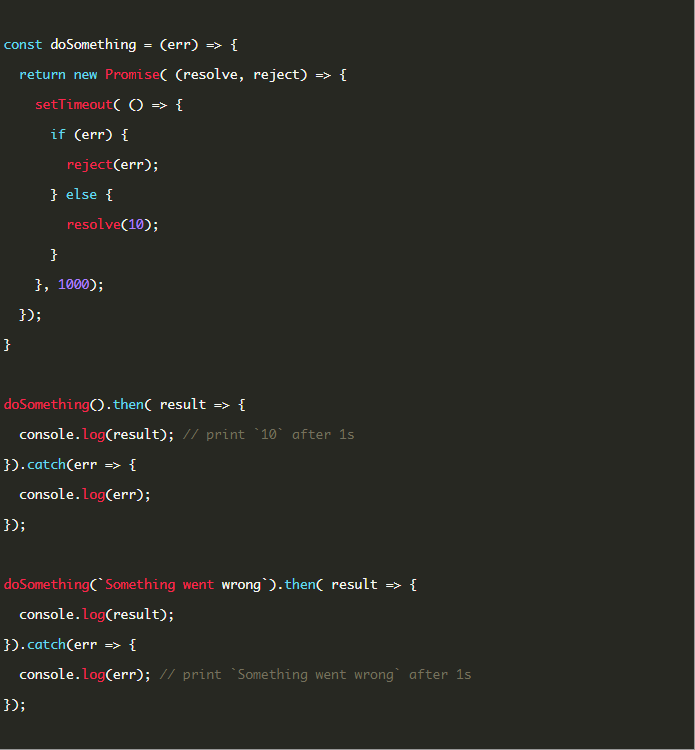 const doSomething = (err) => {
  return new Promise( (resolve, reject) => {
    setTimeout( () => {
      if (err) {
        reject(err);
      } else {
        resolve(10);
      }
    }, 1000);
  });
}

doSomething().then( result => {
  console.log(result); // print `10` after 1s
}).catch(err => {
  console.log(err);
});

doSomething(`Something went wrong`).then( result => {
  console.log(result);
}).catch(err => {
  console.log(err); // print `Something went wrong` after 1s
});